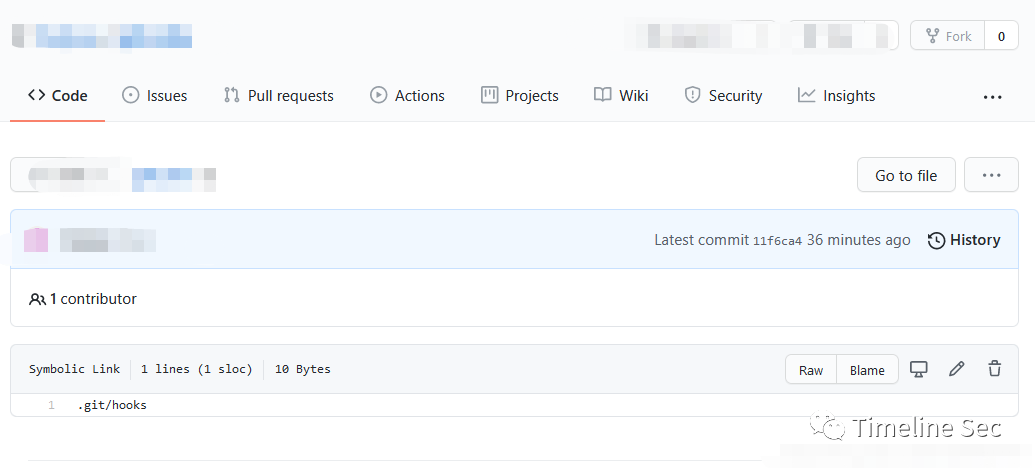 Fork 0
Code Issues Pull requests Actions Projects Wiki Security Insights ...
Go to file ...
Latest commit 11f6ca4 36 minutes ago History
1 contributor
Symbolic Link 1 lines (1 sloc) 10 Bytes Raw Blame
1 .git/hooks
Timeline Sec